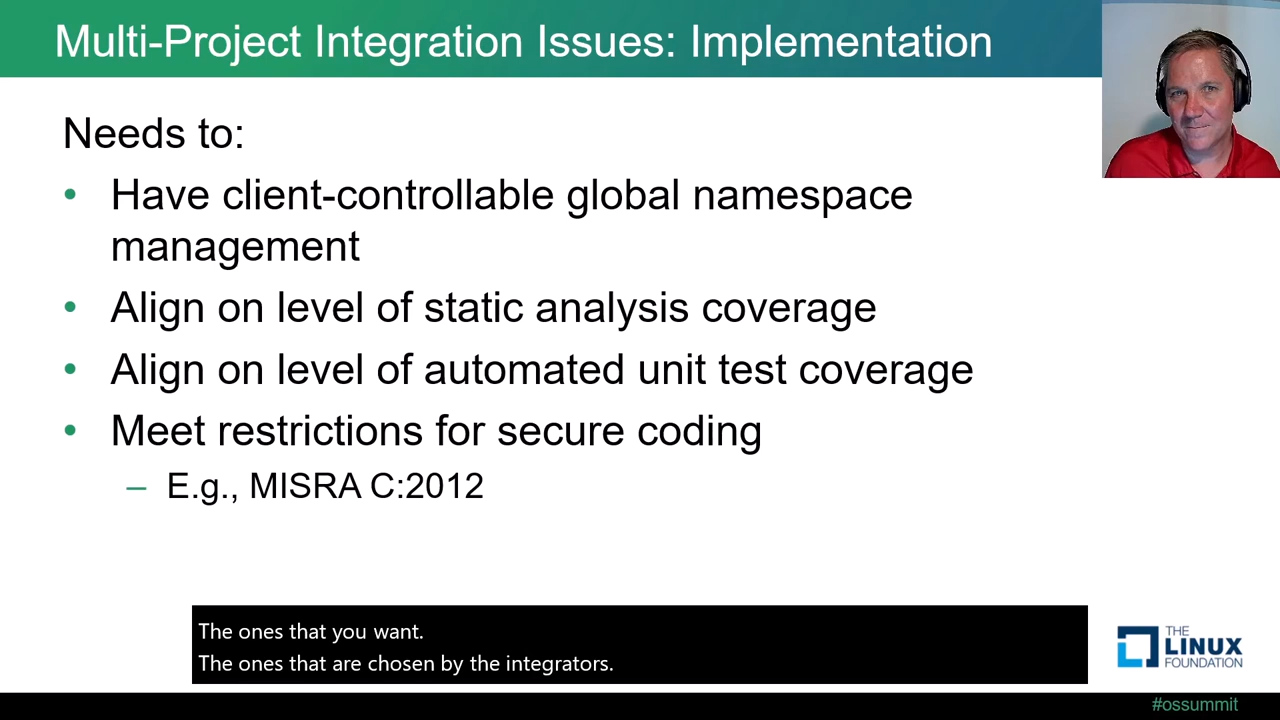 Multi-Project Integration Issues: Implementation
Needs to:
• Have client-controllable global namespace
management
• Align on level of static analysis coverage
• Align on level of automated unit test coverage
• Meet restrictions for secure coding
– E.g., MISRA C:2012
The ones that you want.
The ones that are chosen by the integrators.
THE
LINUX
FOUNDATION
#ossummit